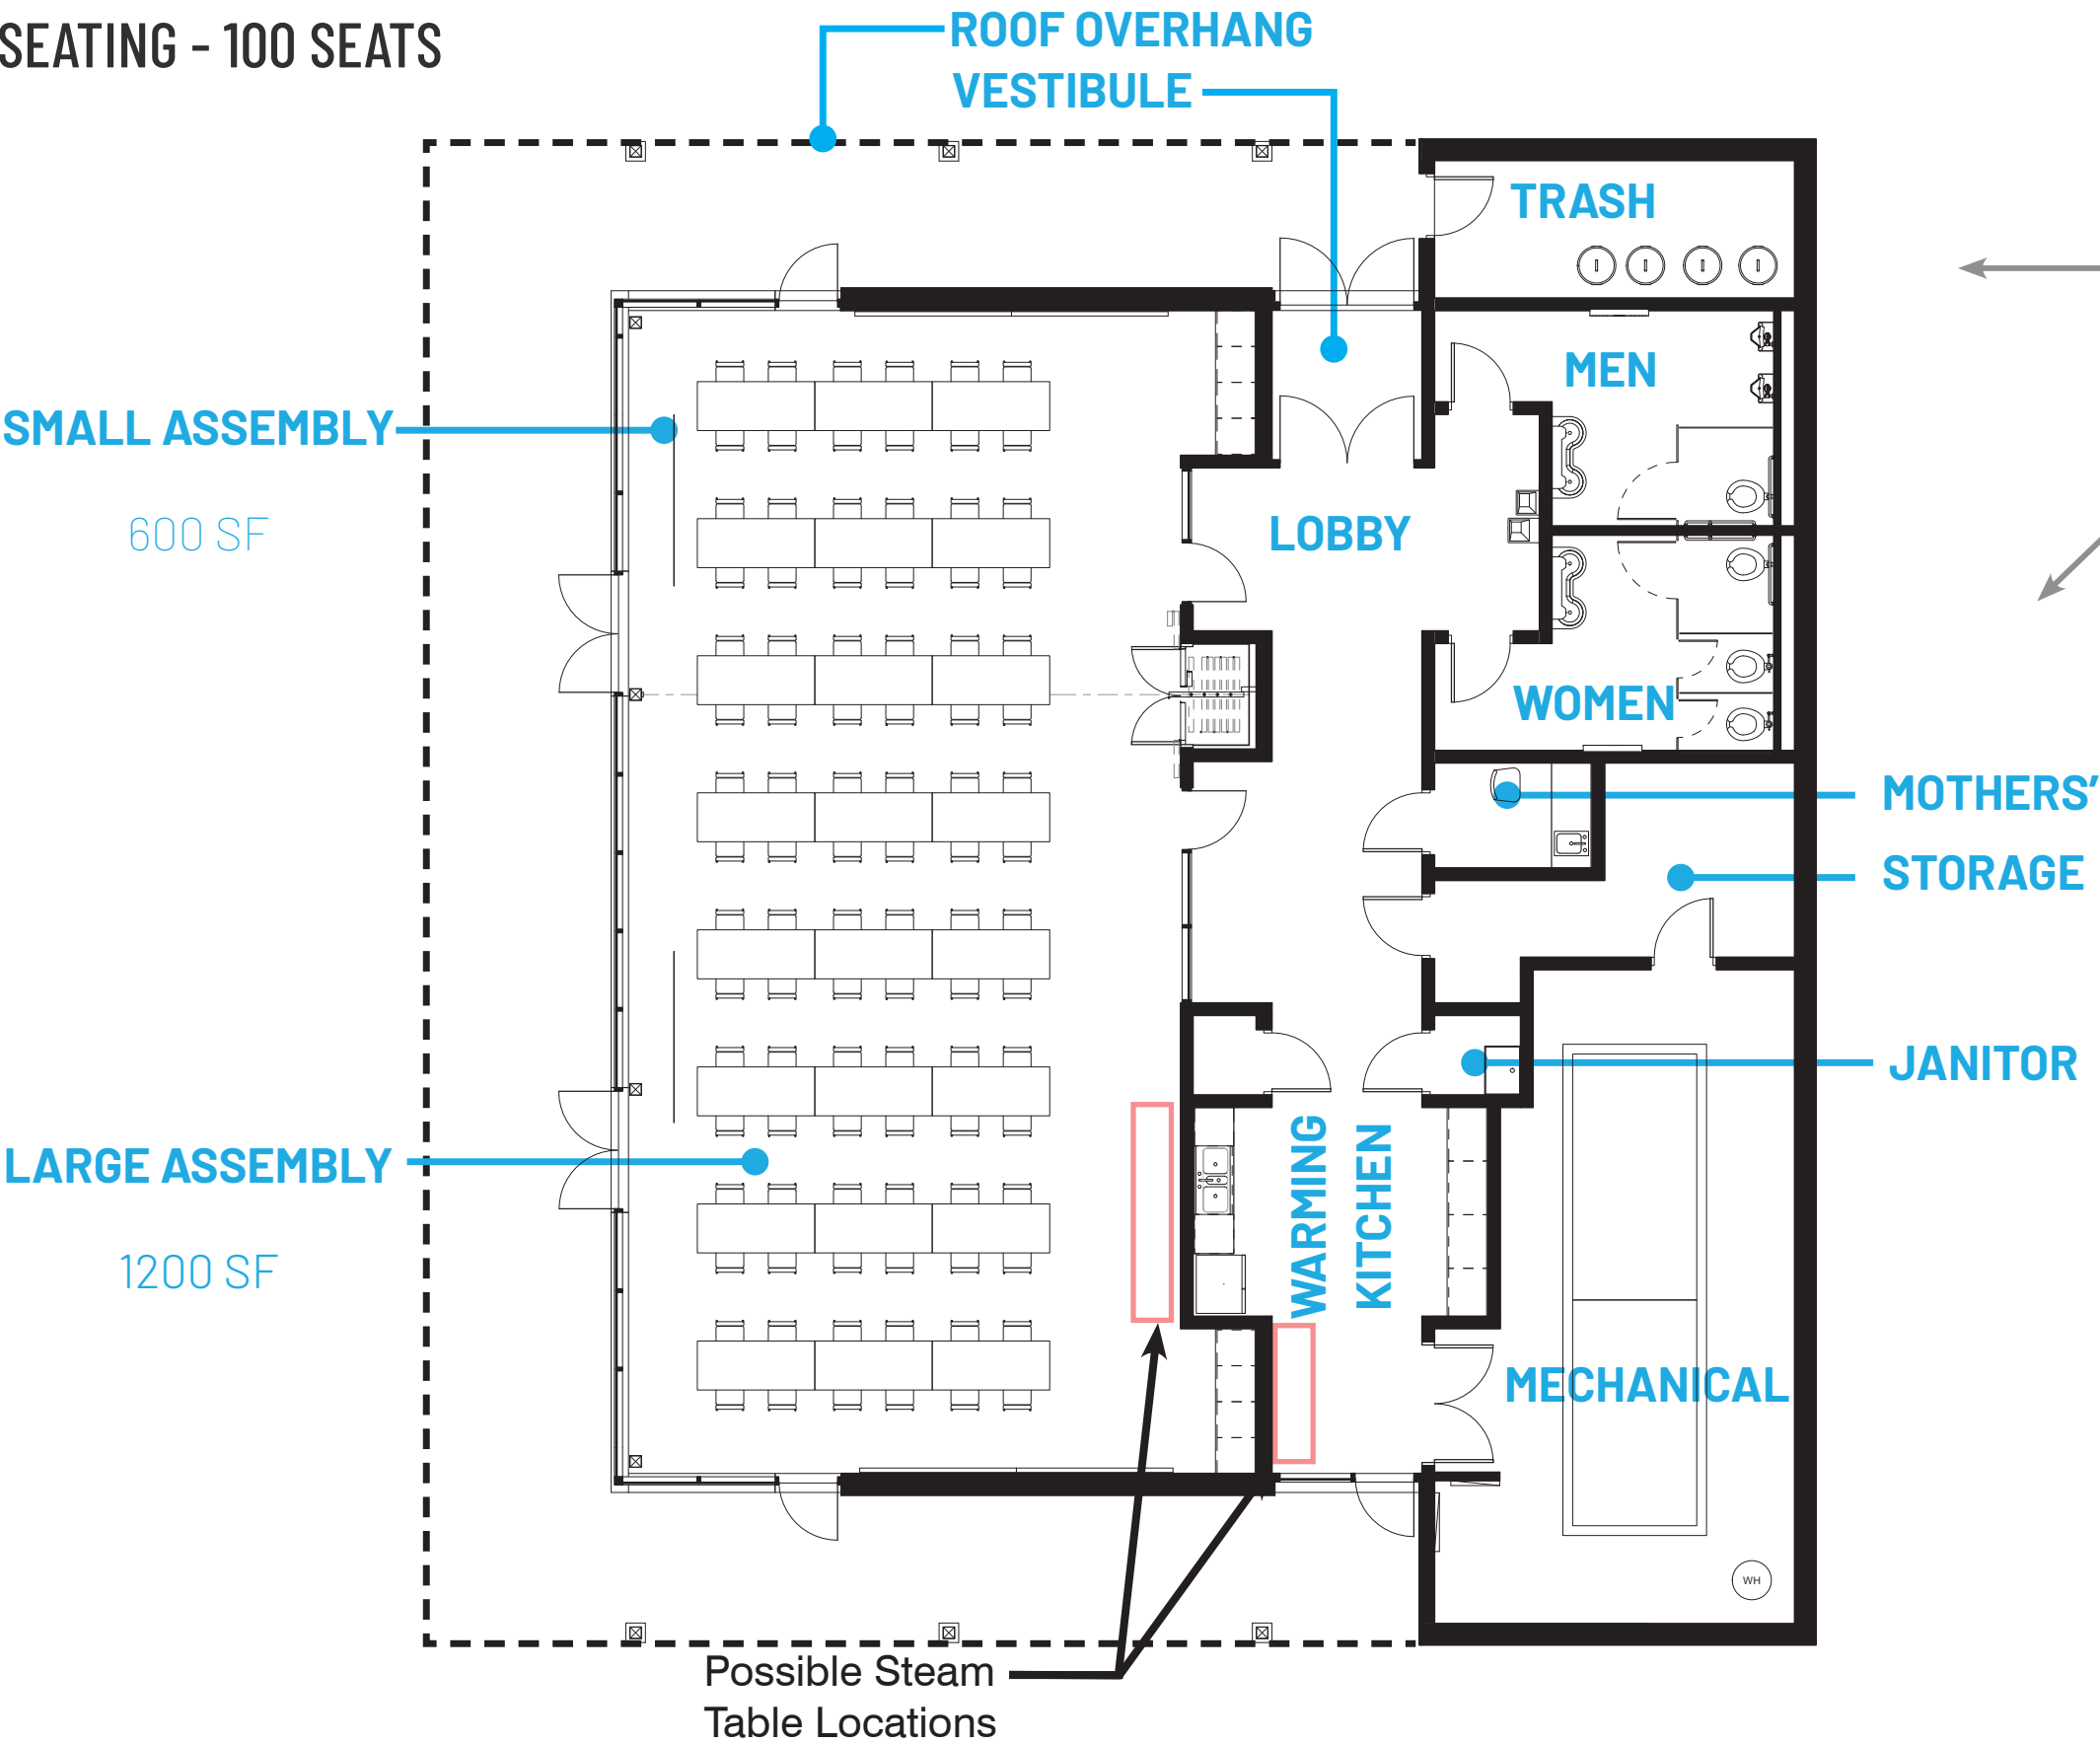 SEATING - 100 SEATS
ROOF OVERHANG
VESTIBULE
TRASH
MEN
SMALL ASSEMBLY
600 SF
LOBBY
WOMEN
MOTHERS'
STORAGE
JANITOR
LARGE ASSEMBLY
1200 SF
WARMING
KITCHEN
MECHANICAL
WH
Possible Steam
Table Locations